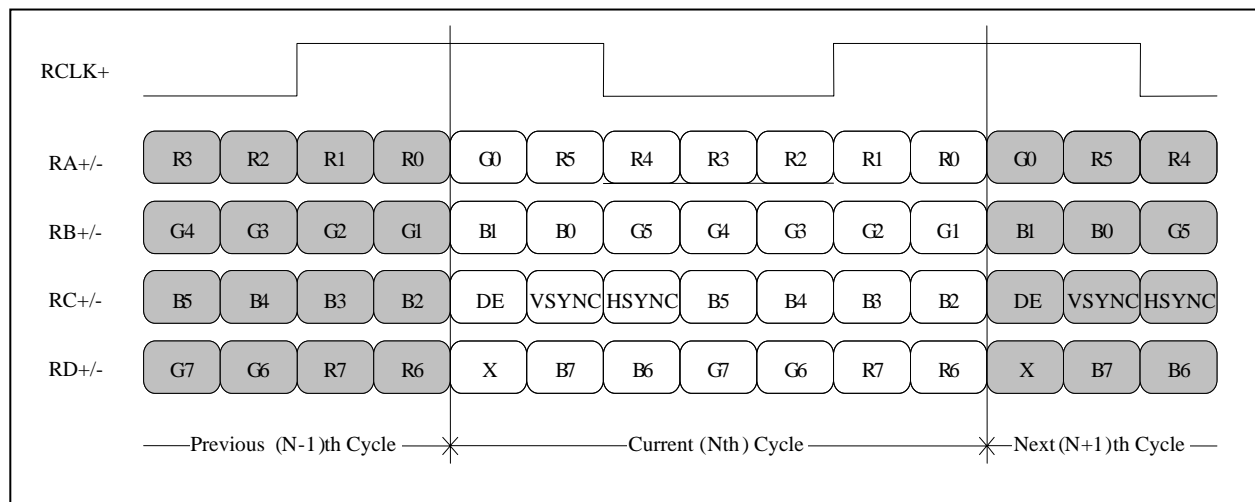 RCLK+
RA+/- R3 R2 R1 R0 G0 R5 R4 R3 R2 R1 R0 G0 R5 R4
RB+/- G4 G3 G2 G1 B1 B0 G5 G4 G3 G2 G1 B1 B0 G5
RC+/- B5 B4 B3 B2 DE VSYNC HSYNC B5 B4 B3 B2 DE VSYNC HSYNC
RD+/- G7 G6 R7 R6 X B7 B6 G7 G6 R7 R6 X B7 B6
Previous (N-1)th Cycle Current (Nth) Cycle Next (N+1)th Cycle